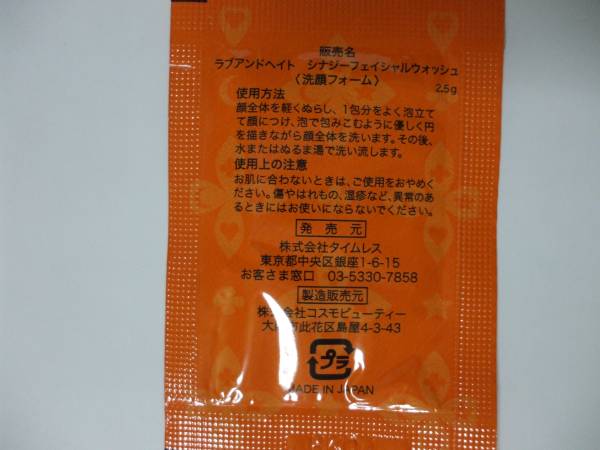 販売名
ラブアンドヘイト シナジーフェイシャルウォッシュ
〈洗顔フォーム〉 2.5g
使用方法
顔全体を軽くぬらし、1包分をよく泡立て
て顔につけ、泡で包みこむように優しく円
を描きながら顔全体を洗います。その後、
水またはぬるま湯で洗い流します。
使用上の注意
お肌に合わないときは、ご使用をおやめく
ださい。傷やはれもの、湿疹など、異常のあ
るときにはお使いにならないでください。
発売元
株式会社タイムレス
東京都中央区銀座1-6-15
お客さま窓口 03-5330-7858
製造販売元
株式会社コスモビューティー
大阪市此花区島屋4-3-43
プラ
MADE IN JAPAN